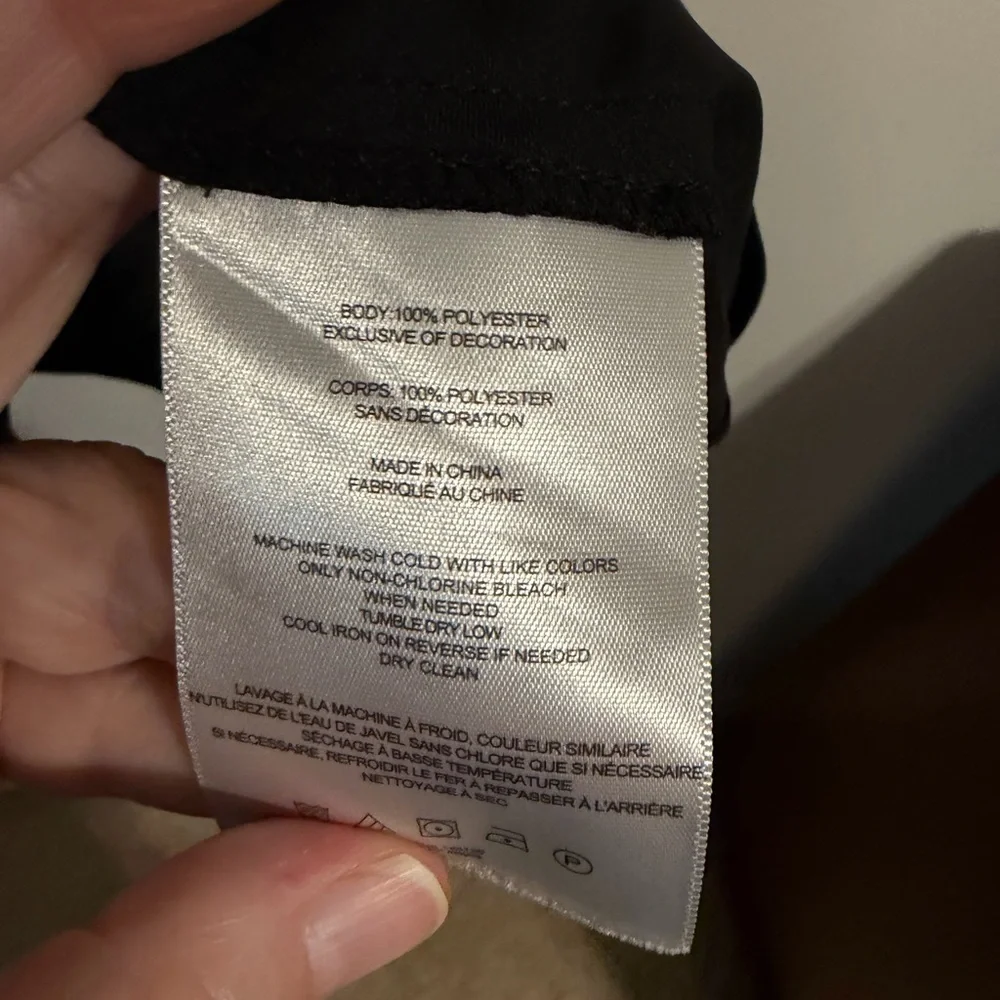 BODY:100% POLYESTER
EXCLUSIVE OF DECORATION
CORPS: 100% POLYESTER
SANS DÉCORATION
MADE IN CHINA
FABRIQUÉ AU CHINE
MACHINE WASH COLD WITH LIKE COLORS
ONLY NON-CHLORINE BLEACH
WHEN NEEDED
TUMBLE DRY LOW
COOL IRON ON REVERSE IF NEEDED
DRY CLEAN
LAVAGE À LA MACHINE À FROID, COULEUR SIMILAIRE
N'UTILISEZ DE L'EAU DE JAVEL SANS CHLORE QUE SI NÉCESSAIRE
SÉCHAGE À BASSE TEMPÉRATURE
SI NÉCESSAIRE, REFROIDIR LE FER À REPASSER À L'ARRIÈRE
NETTOYAGE À SEC
P